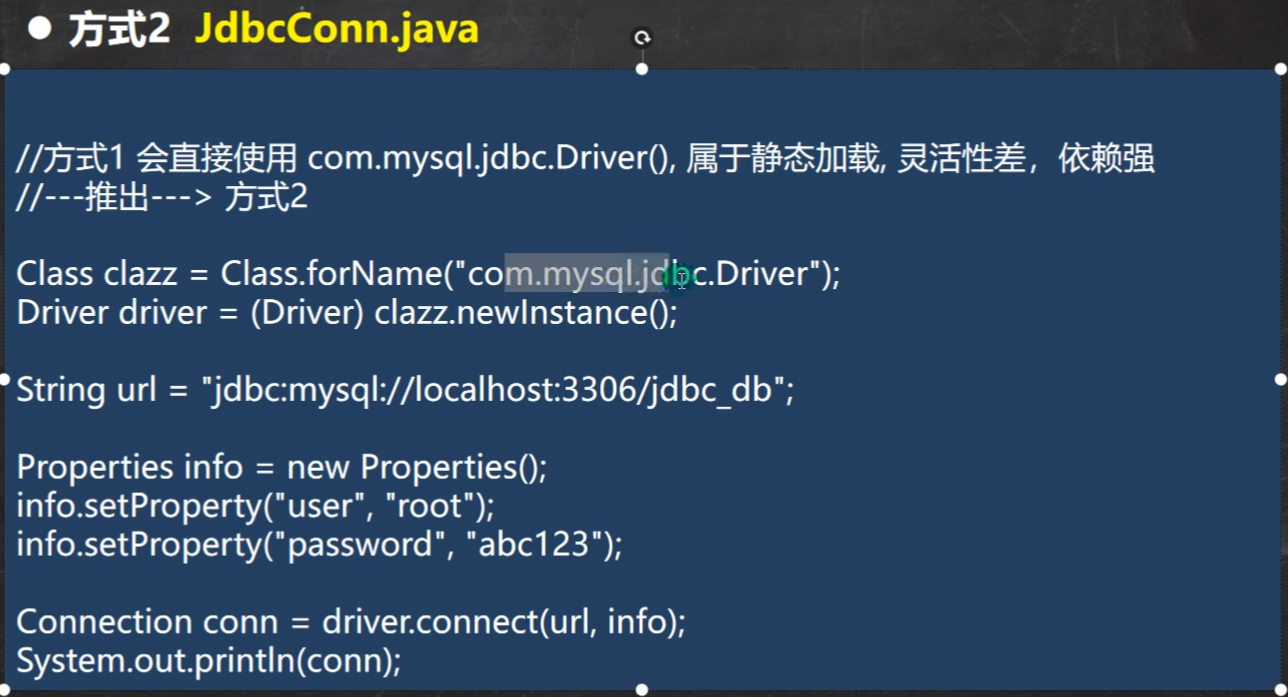 ● 方式2 JdbcConn.java
//方式1 会直接使用 com.mysql.jdbc.Driver(), 属于静态加载, 灵活性差，依赖强
//---推出---> 方式2
Class clazz = Class.forName("com.mysql.jdbc.Driver");
Driver driver = (Driver) clazz.newInstance();
String url = "jdbc:mysql://localhost:3306/jdbc_db";
Properties info = new Properties();
info.setProperty("user", "root");
info.setProperty("password", "abc123");
Connection conn = driver.connect(url, info);
System.out.println(conn);